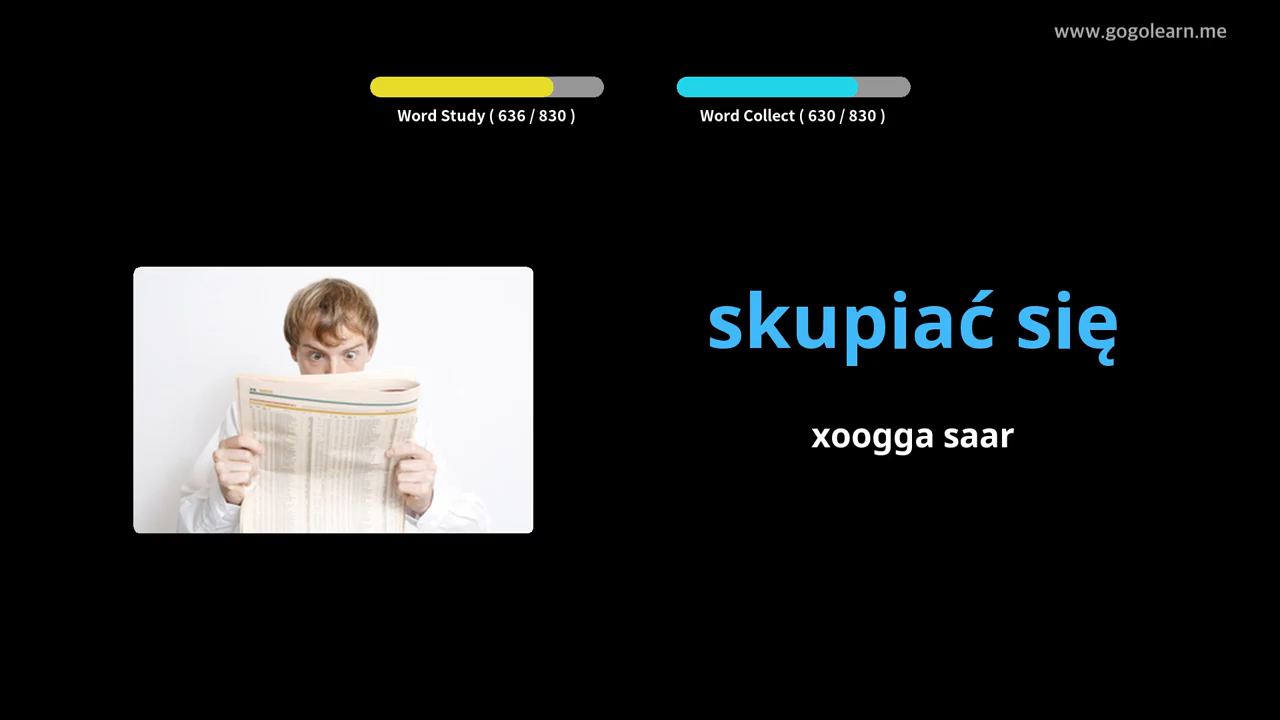 www.gogolearn.me
Word Study ( 636 / 830 )
Word Collect ( 630 / 830 )
skupiać się
xoogga saar